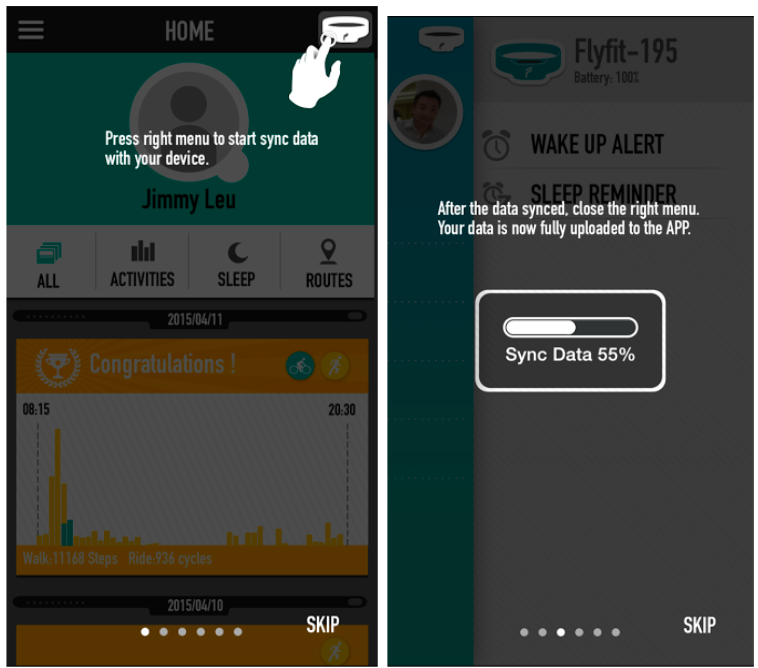 HOME
Press right menu to start sync data
with your device.
Jimmy Leu
ALL
ACTIVITIES
SLEEP
ROUTES
2015/04/11
Congratulations !
08:15
20:30
Walk:11168 Steps Ride:936 cycles
2015/04/10
SKIP
Flyfit-195
Battery: 100%
WAKE UP ALERT
SLEEP REMINDER
After the data synced, close the right menu.
Your data is now fully uploaded to the APP.
Sync Data 55%
SKIP